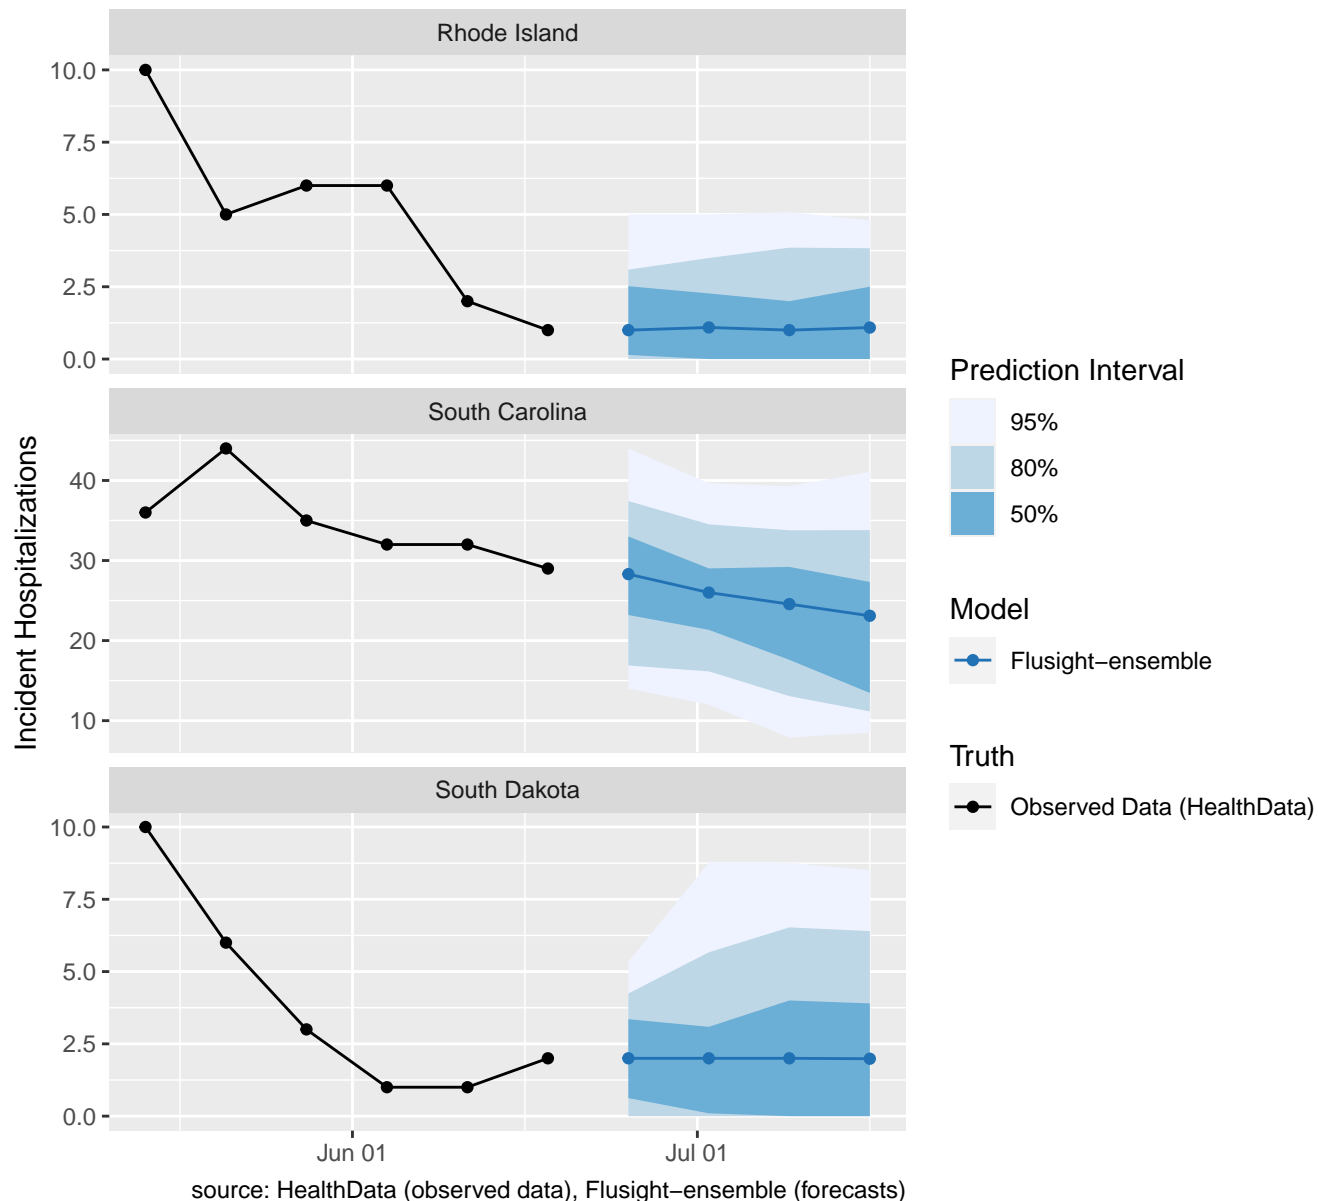 Rhode Island
10.0
7.5
5.0
2.5
0.0
South Carolina
40
30
20
10
South Dakota
10.0
7.5
5.0
2.5
0.0
Jun 01
Jul 01
Incident Hospitalizations
source: HealthData (observed data), Flusight−ensemble (forecasts)
Prediction Interval
95%
80%
50%
Model
Flusight−ensemble
Truth
Observed Data (HealthData)